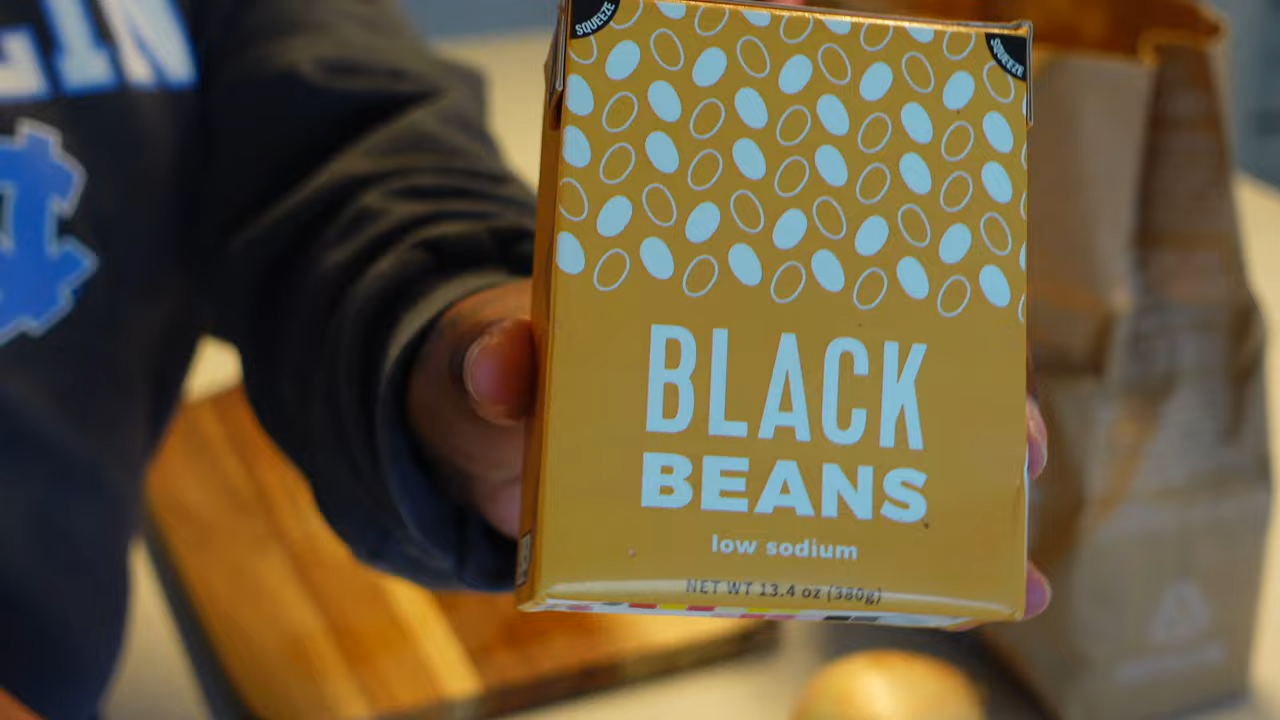 SQUEEZE
SQUEEZE
BLACK
BEANS
low sodium
NET WT 13.4 oz (380g)